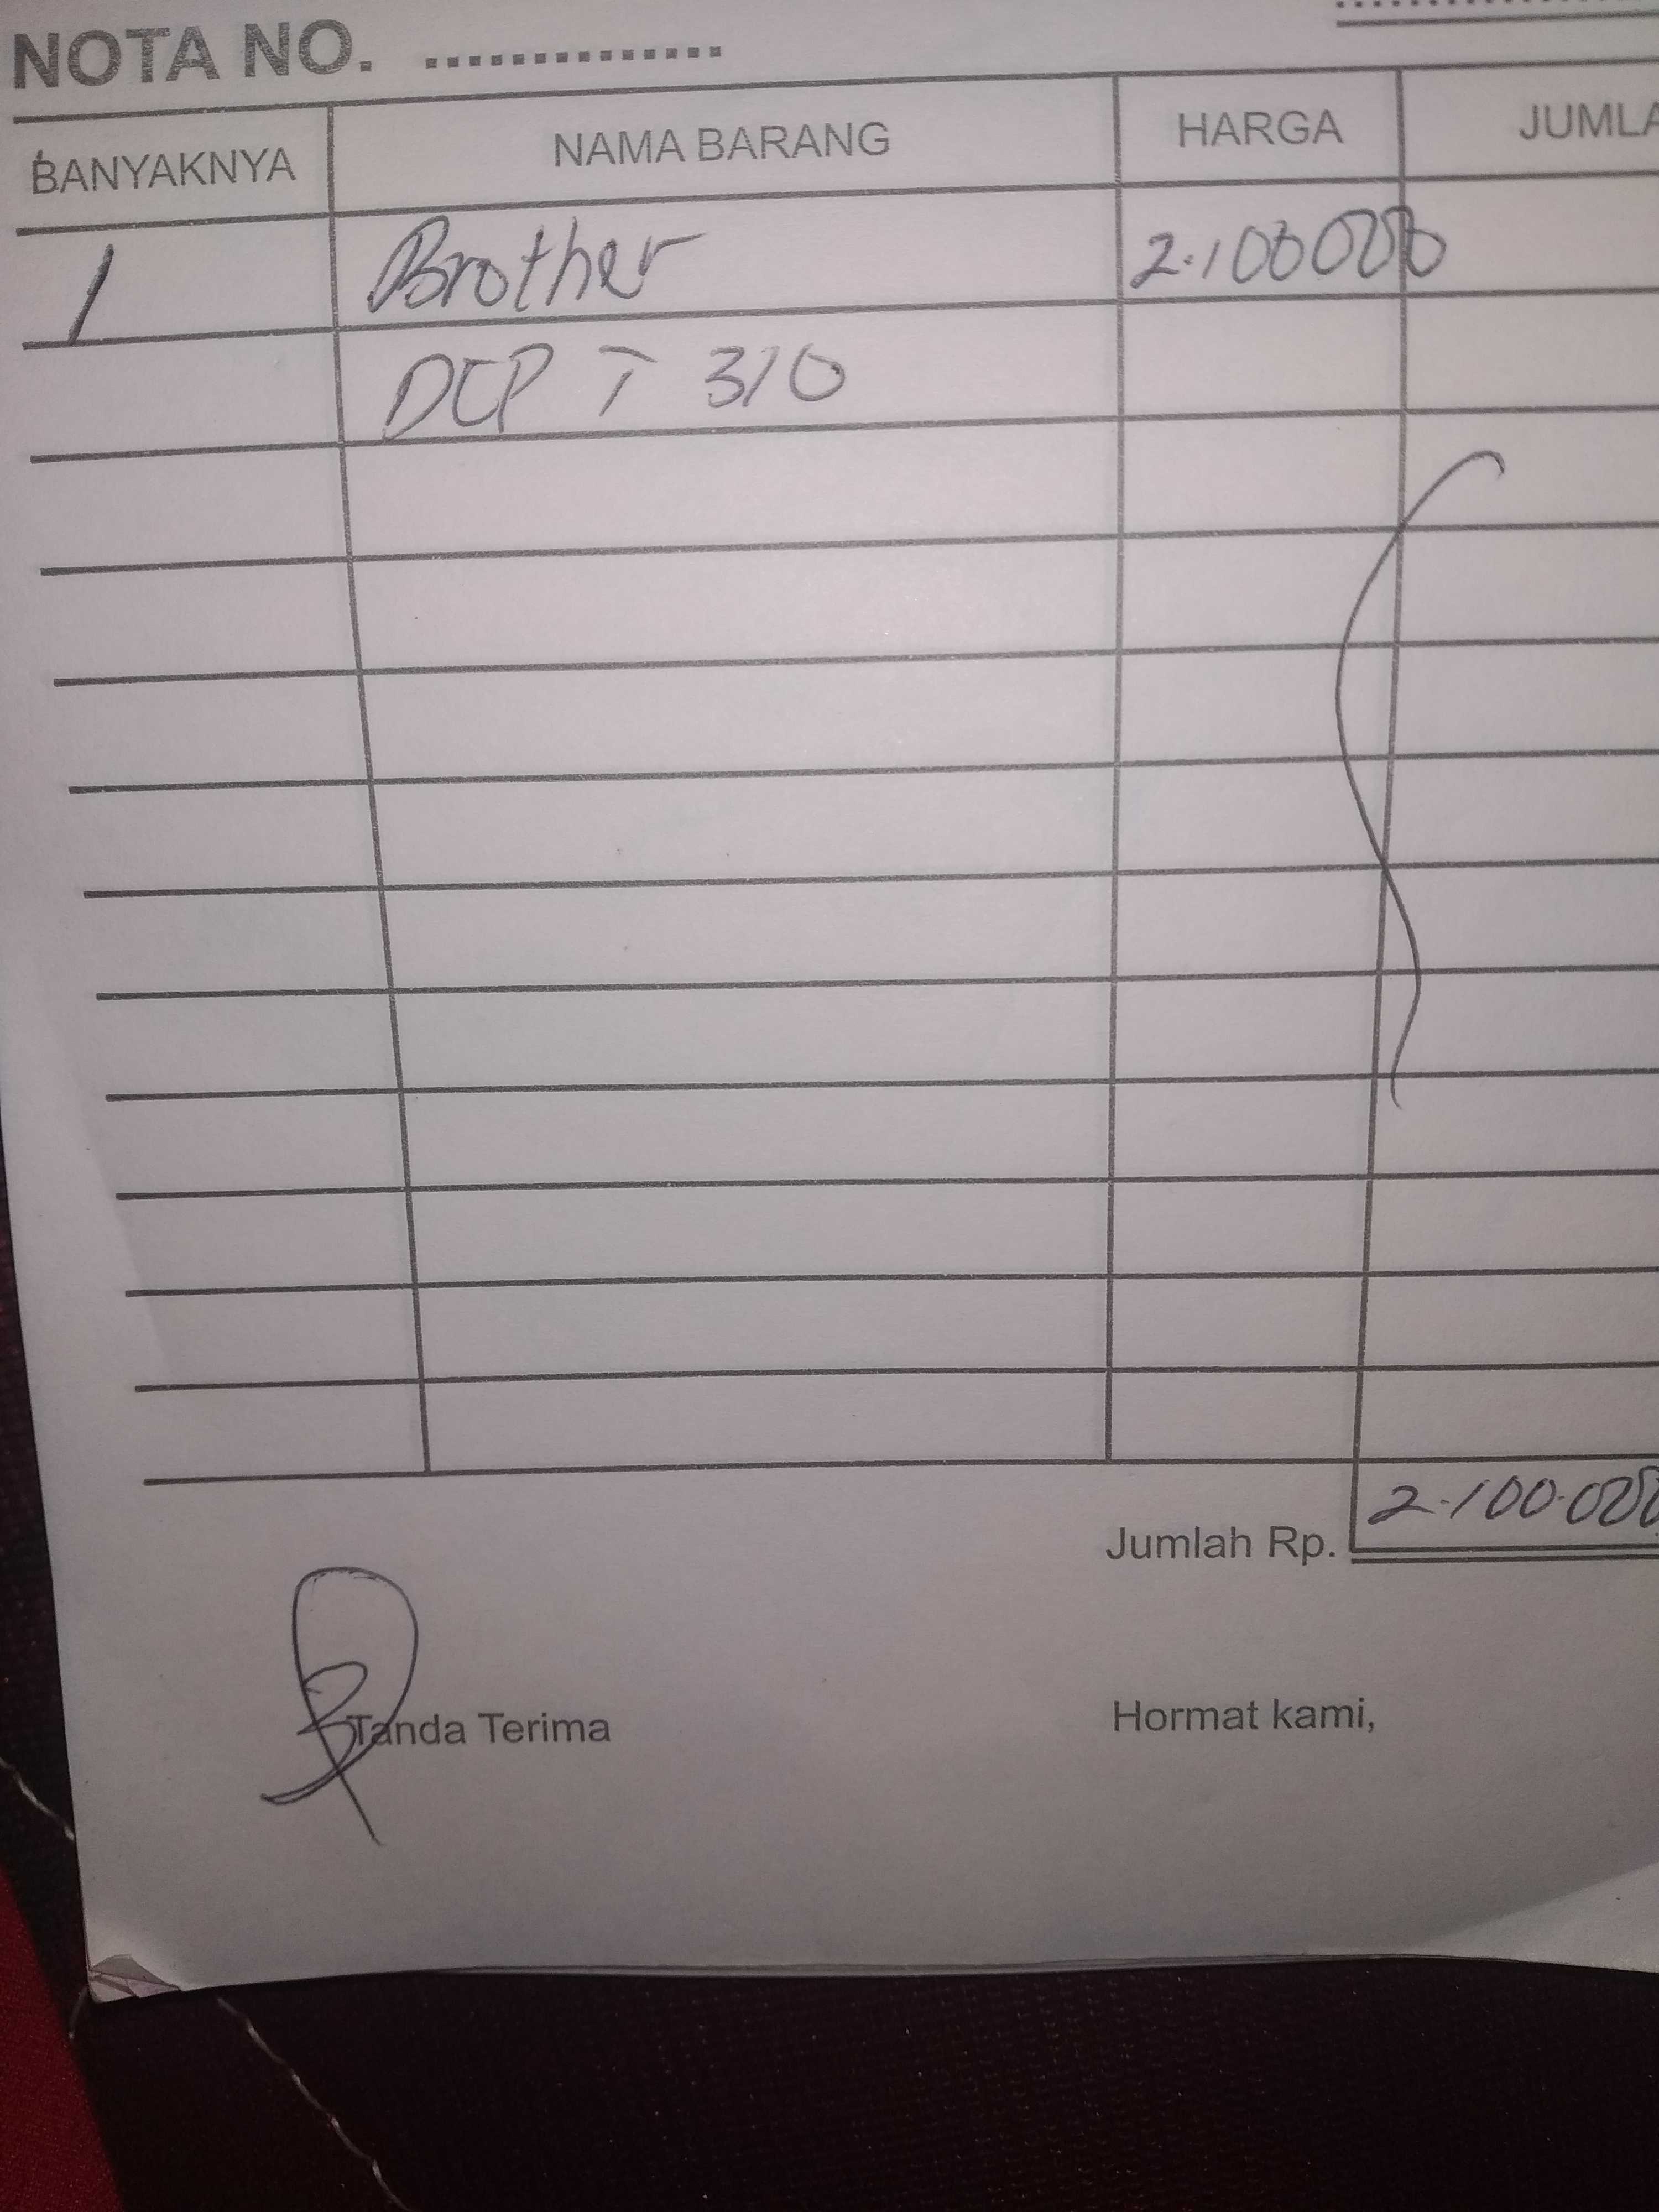 NOTA NO. ..............
BANYAKNYA NAMA BARANG HARGA JUMLA
1 Brother 2.100000
DCP T 310
Jumlah Rp. 2.100.000
Tanda Terima Hormat kami,